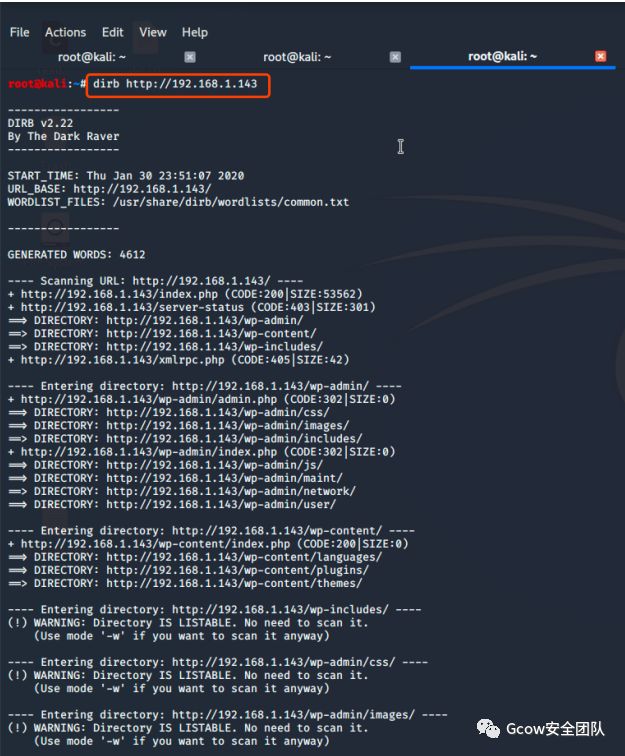 File Actions Edit View Help
root@kali: ~ root@kali: ~ root@kali: ~
root@kali:~# dirb http://192.168.1.143
-----------------
DIRB v2.22
By The Dark Raver
-----------------
START_TIME: Thu Jan 30 23:51:07 2020
URL_BASE: http://192.168.1.143/
WORDLIST_FILES: /usr/share/dirb/wordlists/common.txt
-----------------
GENERATED WORDS: 4612
---- Scanning URL: http://192.168.1.143/ ----
+ http://192.168.1.143/index.php (CODE:200|SIZE:53562)
+ http://192.168.1.143/server-status (CODE:403|SIZE:301)
==> DIRECTORY: http://192.168.1.143/wp-admin/
==> DIRECTORY: http://192.168.1.143/wp-content/
==> DIRECTORY: http://192.168.1.143/wp-includes/
+ http://192.168.1.143/xmlrpc.php (CODE:405|SIZE:42)
---- Entering directory: http://192.168.1.143/wp-admin/ ----
+ http://192.168.1.143/wp-admin/admin.php (CODE:302|SIZE:0)
==> DIRECTORY: http://192.168.1.143/wp-admin/css/
==> DIRECTORY: http://192.168.1.143/wp-admin/images/
==> DIRECTORY: http://192.168.1.143/wp-admin/includes/
+ http://192.168.1.143/wp-admin/index.php (CODE:302|SIZE:0)
==> DIRECTORY: http://192.168.1.143/wp-admin/js/
==> DIRECTORY: http://192.168.1.143/wp-admin/maint/
==> DIRECTORY: http://192.168.1.143/wp-admin/network/
==> DIRECTORY: http://192.168.1.143/wp-admin/user/
---- Entering directory: http://192.168.1.143/wp-content/ ----
+ http://192.168.1.143/wp-content/index.php (CODE:200|SIZE:0)
==> DIRECTORY: http://192.168.1.143/wp-content/languages/
==> DIRECTORY: http://192.168.1.143/wp-content/plugins/
==> DIRECTORY: http://192.168.1.143/wp-content/themes/
---- Entering directory: http://192.168.1.143/wp-includes/ ----
(!) WARNING: Directory IS LISTABLE. No need to scan it.
(Use mode '-w' if you want to scan it anyway)
---- Entering directory: http://192.168.1.143/wp-admin/css/ ----
(!) WARNING: Directory IS LISTABLE. No need to scan it.
(Use mode '-w' if you want to scan it anyway)
---- Entering directory: http://192.168.1.143/wp-admin/images/ ----
(!) WARNING: Directory IS LISTABLE. No need to scan it.
(Use mode '-w' if you want to scan it anyway)
Gcow安全团队